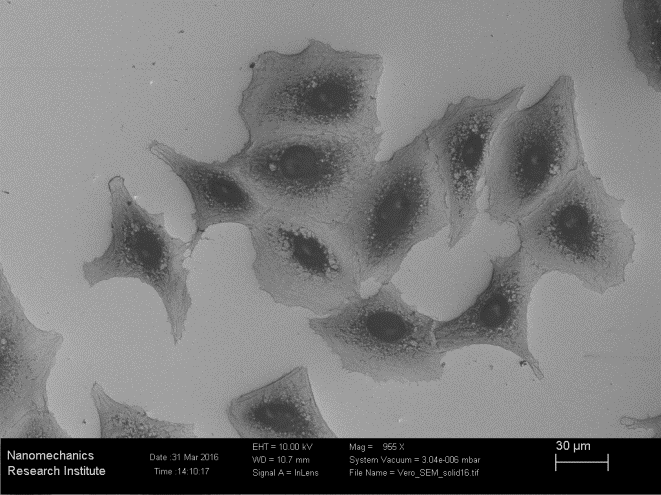 Nanomechanics
Research Institute
Date :31 Mar 2016
Time :14:10:17
EHT = 10.00 kV
WD = 10.7 mm
Signal A = InLens
Mag = 955 X
System Vacuum = 3.04e-006 mbar
File Name = Vero_SEM_solid16.tif
30 µm